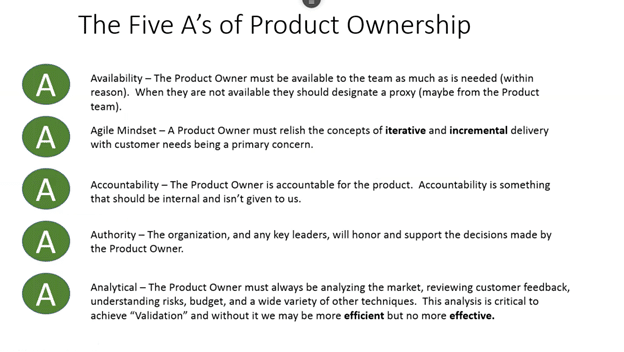 The Five A’s of Product Ownership
A
Availability – The Product Owner must be available to the team as much as is needed (within
reason).  When they are not available they should designate a proxy (maybe from the Product
team).
A
Agile Mindset – A Product Owner must relish the concepts of iterative and incremental delivery
with customer needs being a primary concern.
A
Accountability – The Product Owner is accountable for the product.  Accountability is something
that should be internal and isn’t given to us.
A
Authority – The organization, and any key leaders, will honor and support the decisions made by
the Product Owner.
A
Analytical – The Product Owner must always be analyzing the market, reviewing customer feedback,
understanding risks, budget, and a wide variety of other techniques.  This analysis is critical to
achieve “Validation” and without it we may be more efficient but no more effective.